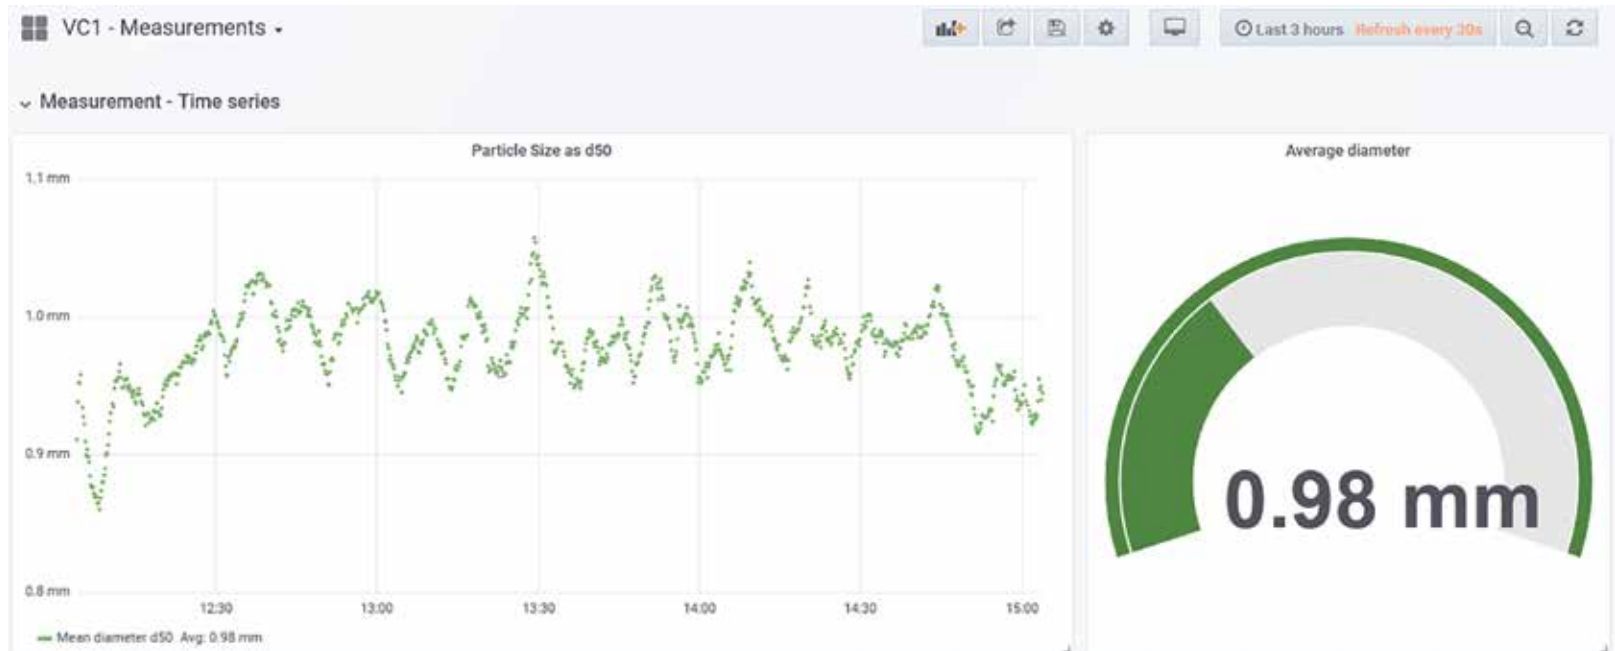 VC1 - Measurements
Last 3 hours Refresh every 30s
Measurement - Time series
Particle Size as d50
1.1 mm
1.0 mm
0.9 mm
0.8 mm
12:30 13:00 13:30 14:00 14:30 15:00
Mean diameter d50 Avg: 0.98 mm
Average diameter
0.98 mm